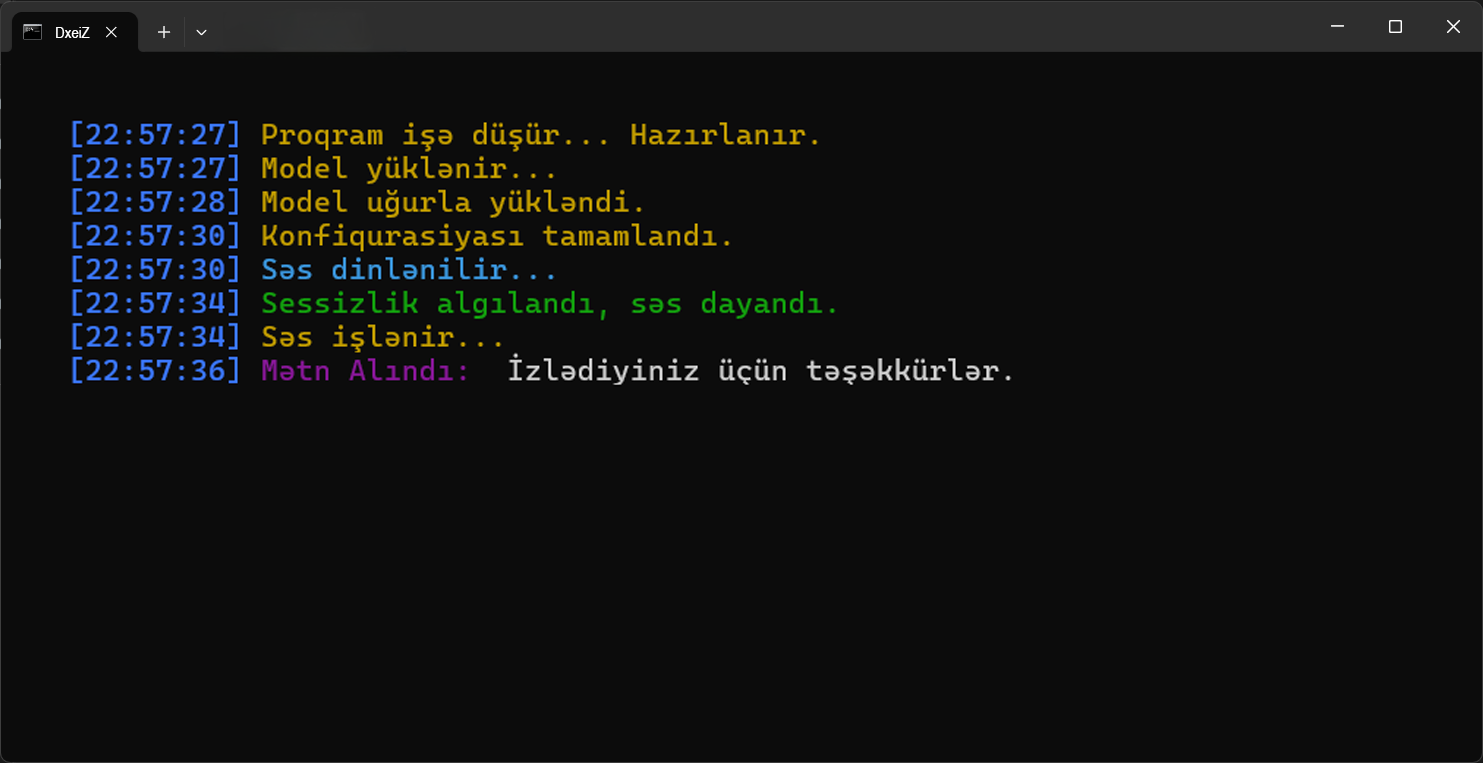 DxeiZ
[22:57:27] Proqram işə düşür... Hazırlanır.
[22:57:27] Model yüklənir...
[22:57:28] Model uğurla yükləndi.
[22:57:30] Konfiqurasiyası tamamlandı.
[22:57:30] Səs dinlənilir...
[22:57:34] Sessizlik algılandı, səs dayandı.
[22:57:34] Səs işlənir...
[22:57:36] Mətn Alındı:  İzlədiyiniz üçün təşəkkürlər.